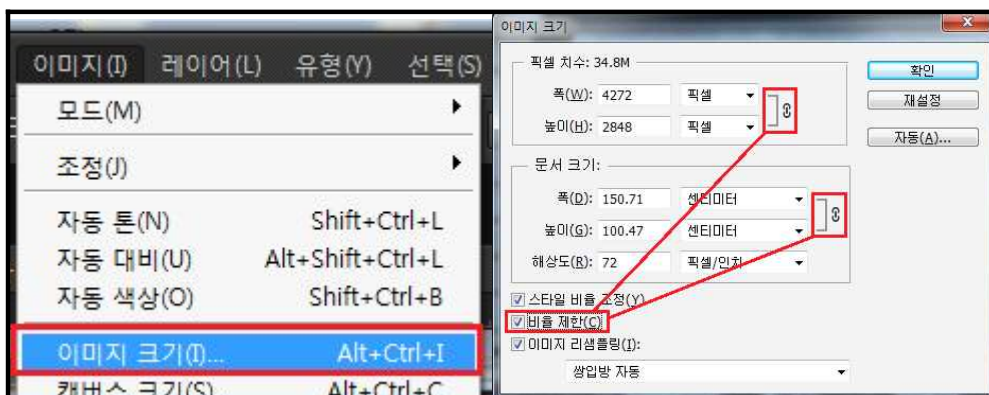 이미지(I) 레이어(L) 유형(Y) 선택(S)
모드(M)
조정(J)
자동 톤(N) Shift+Ctrl+L
자동 대비(U) Alt+Shift+Ctrl+L
자동 색상(O) Shift+Ctrl+B
이미지 크기(I)... Alt+Ctrl+I
캔버스 크기(S) Alt+Ctrl+C
이미지 크기
픽셀 치수: 34.8M
폭(W): 4272 픽셀
높이(H): 2848 픽셀
문서 크기:
폭(D): 150.71 센티미터
높이(G): 100.47 센티미터
해상도(R): 72 픽셀/인치
스타일 비율 조정(Y)
비율 제한(C)
이미지 리샘플링(I):
쌍입방 자동
확인
재설정
자동(A)...